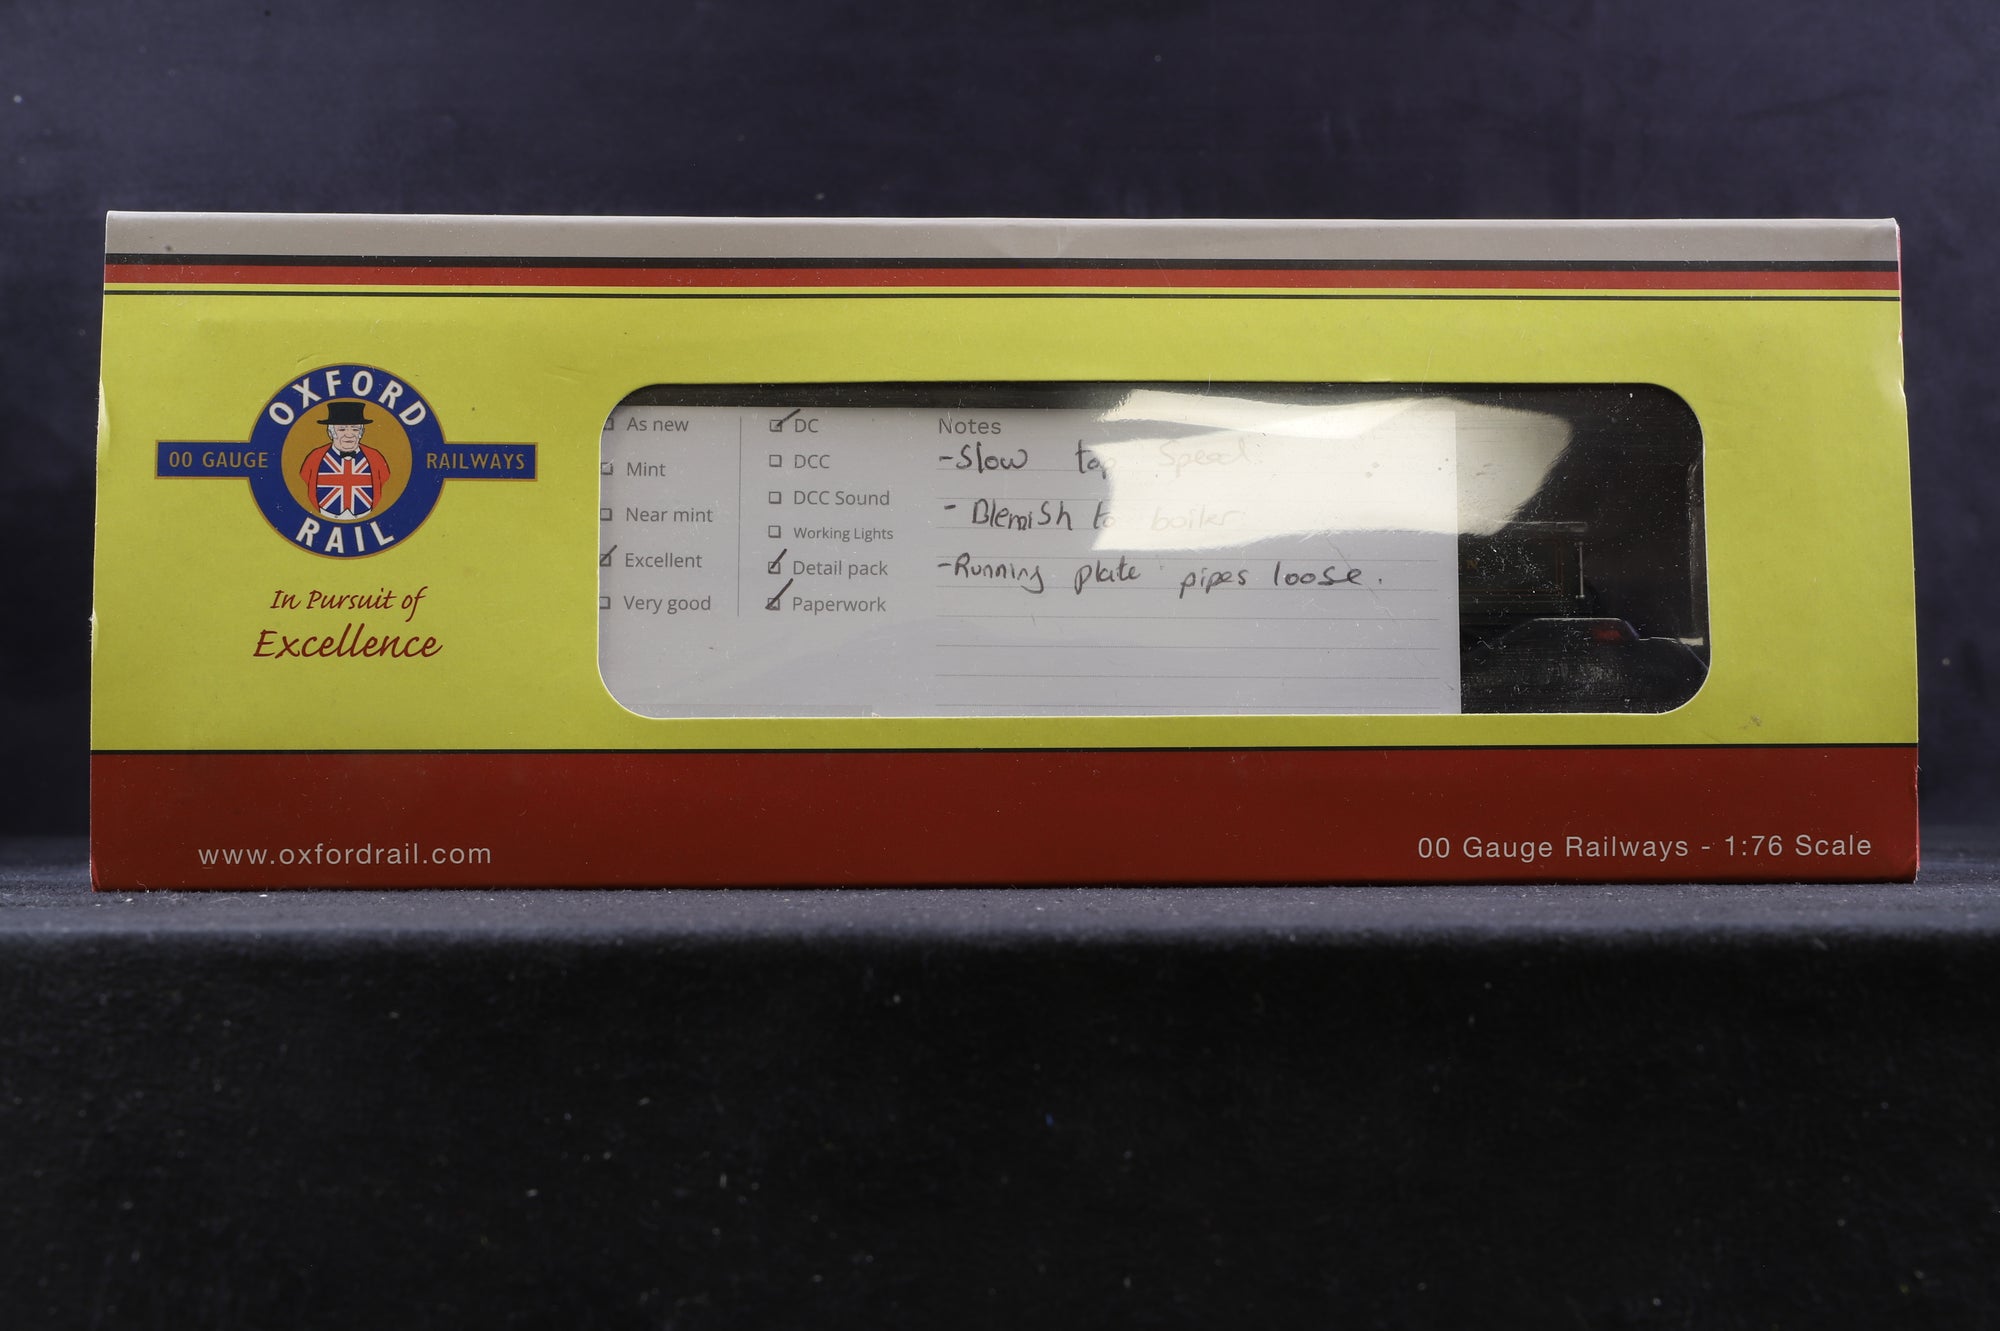 OXFORD
00 GAUGE RAILWAYS
RAIL
In Pursuit of
Excellence
As new
Mint
Near mint
Excellent
Very good
DC
DCC
DCC Sound
Working Lights
Detail pack
Paperwork
Notes
-Slow top Speed
- Blemish to boiler
-Running plate pipes loose.
www.oxfordrail.com
00 Gauge Railways - 1:76 Scale